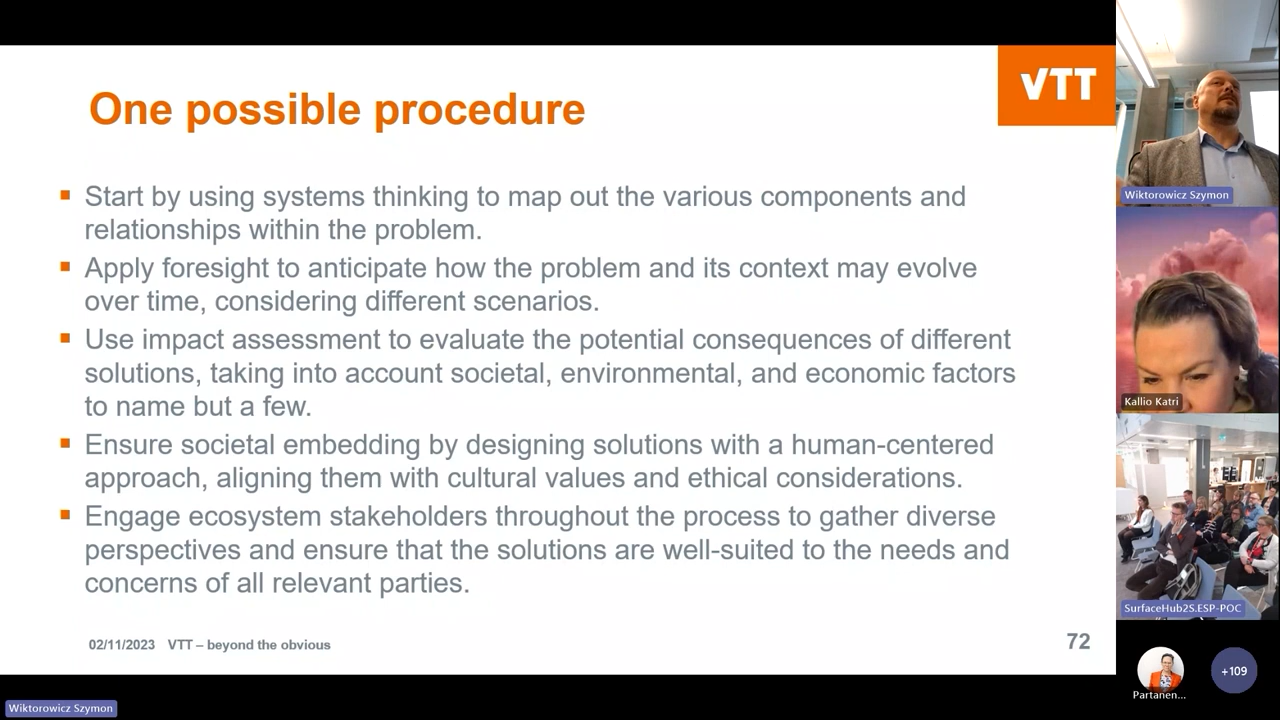 One possible procedure
VTT
Start by using systems thinking to map out the various components and
relationships within the problem.
Apply foresight to anticipate how the problem and its context may evolve
over time, considering different scenarios.
Use impact assessment to evaluate the potential consequences of different
solutions, taking into account societal, environmental, and economic factors
to name but a few.
Ensure societal embedding by designing solutions with a human-centered
approach, aligning them with cultural values and ethical considerations.
Engage ecosystem stakeholders throughout the process to gather diverse
perspectives and ensure that the solutions are well-suited to the needs and
concerns of all relevant parties.
02/11/2023 VTT – beyond the obvious
72
Wiktorowicz Szymon
Wiktorowicz Szymon
Kallio Katri
SurfaceHub2S.ESP-POC
Partanen...
+109